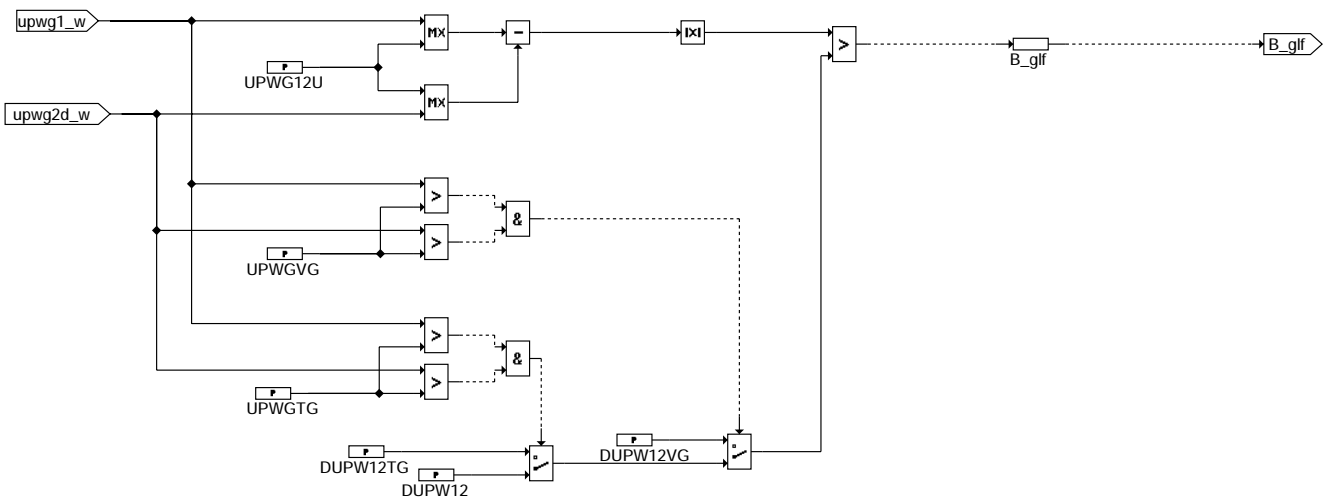 upwg1_w
MX
−
|X|
>
B_glf
B_glf
P
UPWG12U
MX
upwg2d_w
>
&
>
P
UPWGVG
>
&
>
P
UPWGTG
P
DUPW12TG
P
DUPW12
P
DUPW12VG